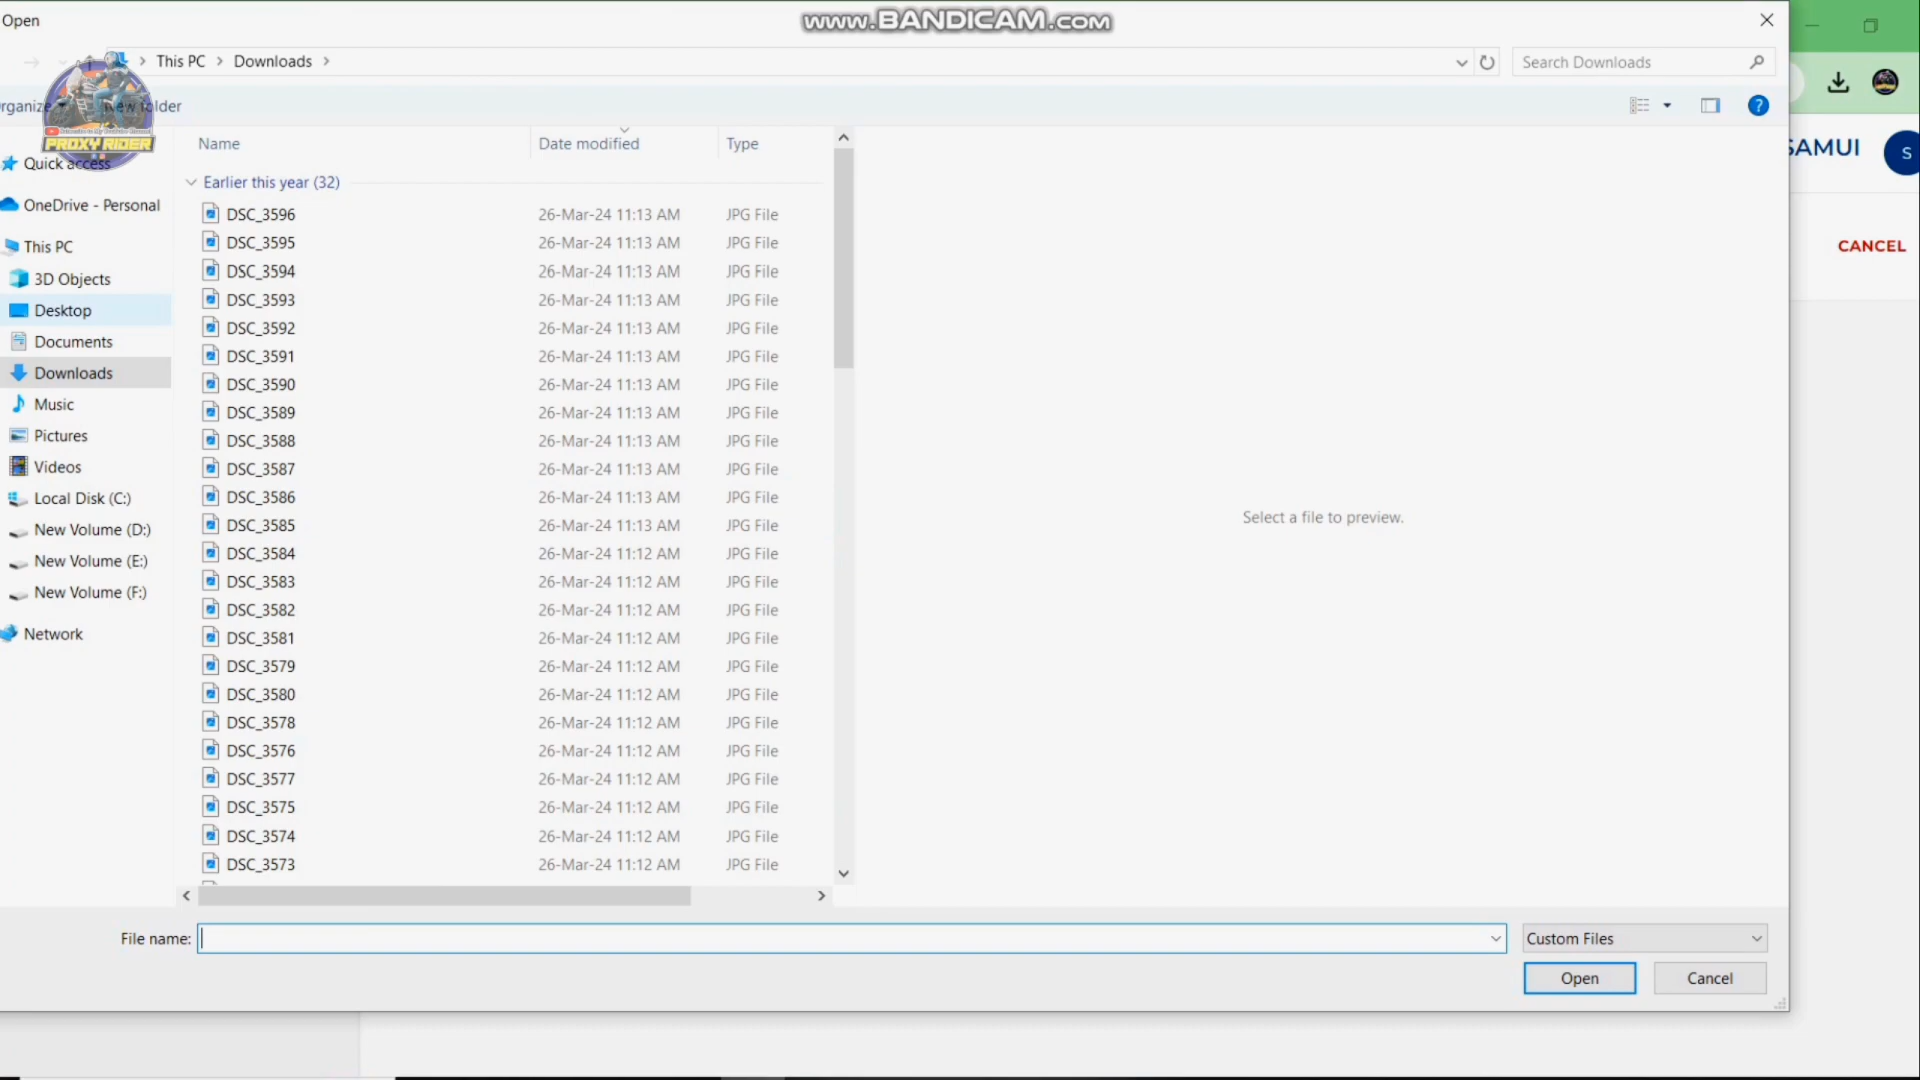 Open
www.BANDICAM.com
This PC > Downloads >
Search Downloads
rganize
New folder
PROXY RIDER
Name
Date modified
Type
Quick access
OneDrive - Personal
This PC
3D Objects
Desktop
Documents
Downloads
Music
Pictures
Videos
Local Disk (C:)
New Volume (D:)
New Volume (E:)
New Volume (F:)
Network
Earlier this year (32)
DSC_3596 26-Mar-24 11:13 AM JPG File
DSC_3595 26-Mar-24 11:13 AM JPG File
DSC_3594 26-Mar-24 11:13 AM JPG File
DSC_3593 26-Mar-24 11:13 AM JPG File
DSC_3592 26-Mar-24 11:13 AM JPG File
DSC_3591 26-Mar-24 11:13 AM JPG File
DSC_3590 26-Mar-24 11:13 AM JPG File
DSC_3589 26-Mar-24 11:13 AM JPG File
DSC_3588 26-Mar-24 11:13 AM JPG File
DSC_3587 26-Mar-24 11:13 AM JPG File
DSC_3586 26-Mar-24 11:13 AM JPG File
DSC_3585 26-Mar-24 11:13 AM JPG File
DSC_3584 26-Mar-24 11:12 AM JPG File
DSC_3583 26-Mar-24 11:12 AM JPG File
DSC_3582 26-Mar-24 11:12 AM JPG File
DSC_3581 26-Mar-24 11:12 AM JPG File
DSC_3579 26-Mar-24 11:12 AM JPG File
DSC_3580 26-Mar-24 11:12 AM JPG File
DSC_3578 26-Mar-24 11:12 AM JPG File
DSC_3576 26-Mar-24 11:12 AM JPG File
DSC_3577 26-Mar-24 11:12 AM JPG File
DSC_3575 26-Mar-24 11:12 AM JPG File
DSC_3574 26-Mar-24 11:12 AM JPG File
DSC_3573 26-Mar-24 11:12 AM JPG File
Select a file to preview.
SAMUI
S
CANCEL
File name:
Custom Files
Open
Cancel